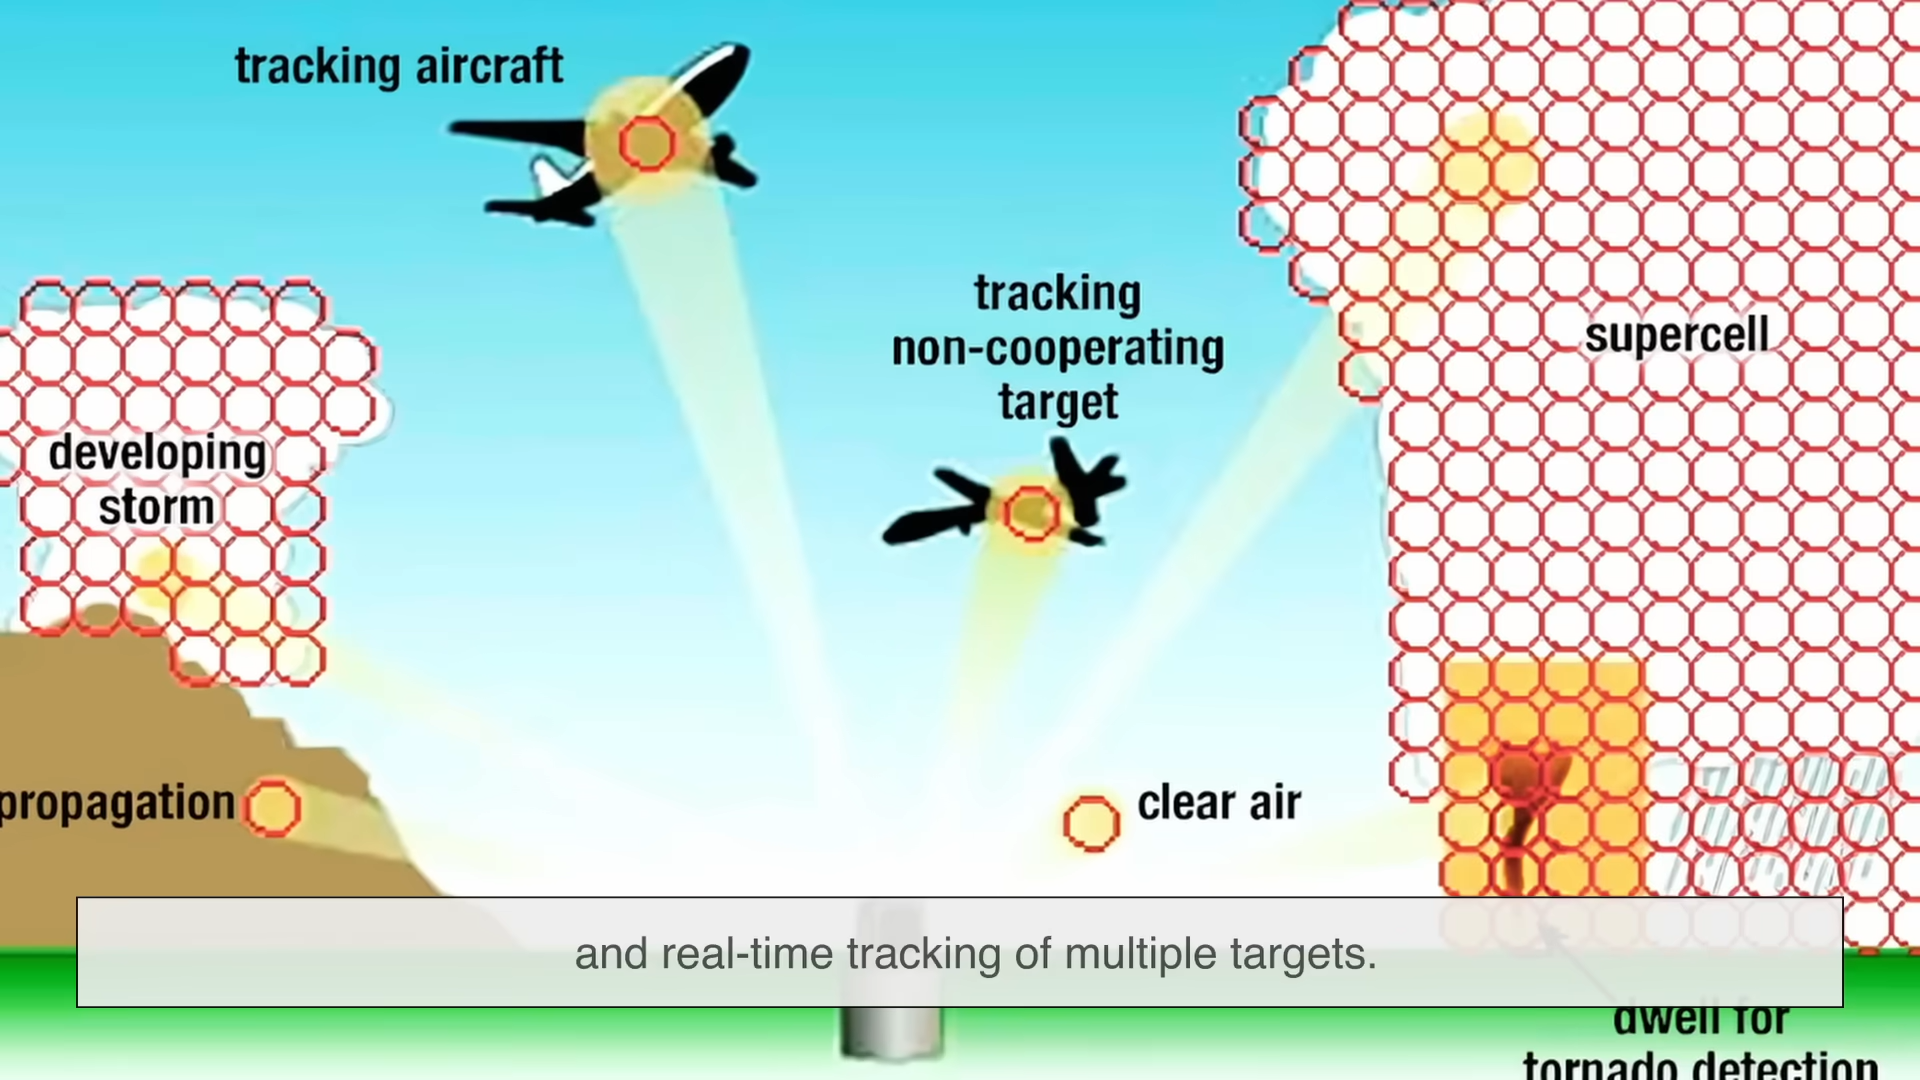 tracking aircraft
tracking
non-cooperating
target
supercell
developing
storm
propagation
clear air
and real-time tracking of multiple targets.
dwell for
tornado detection